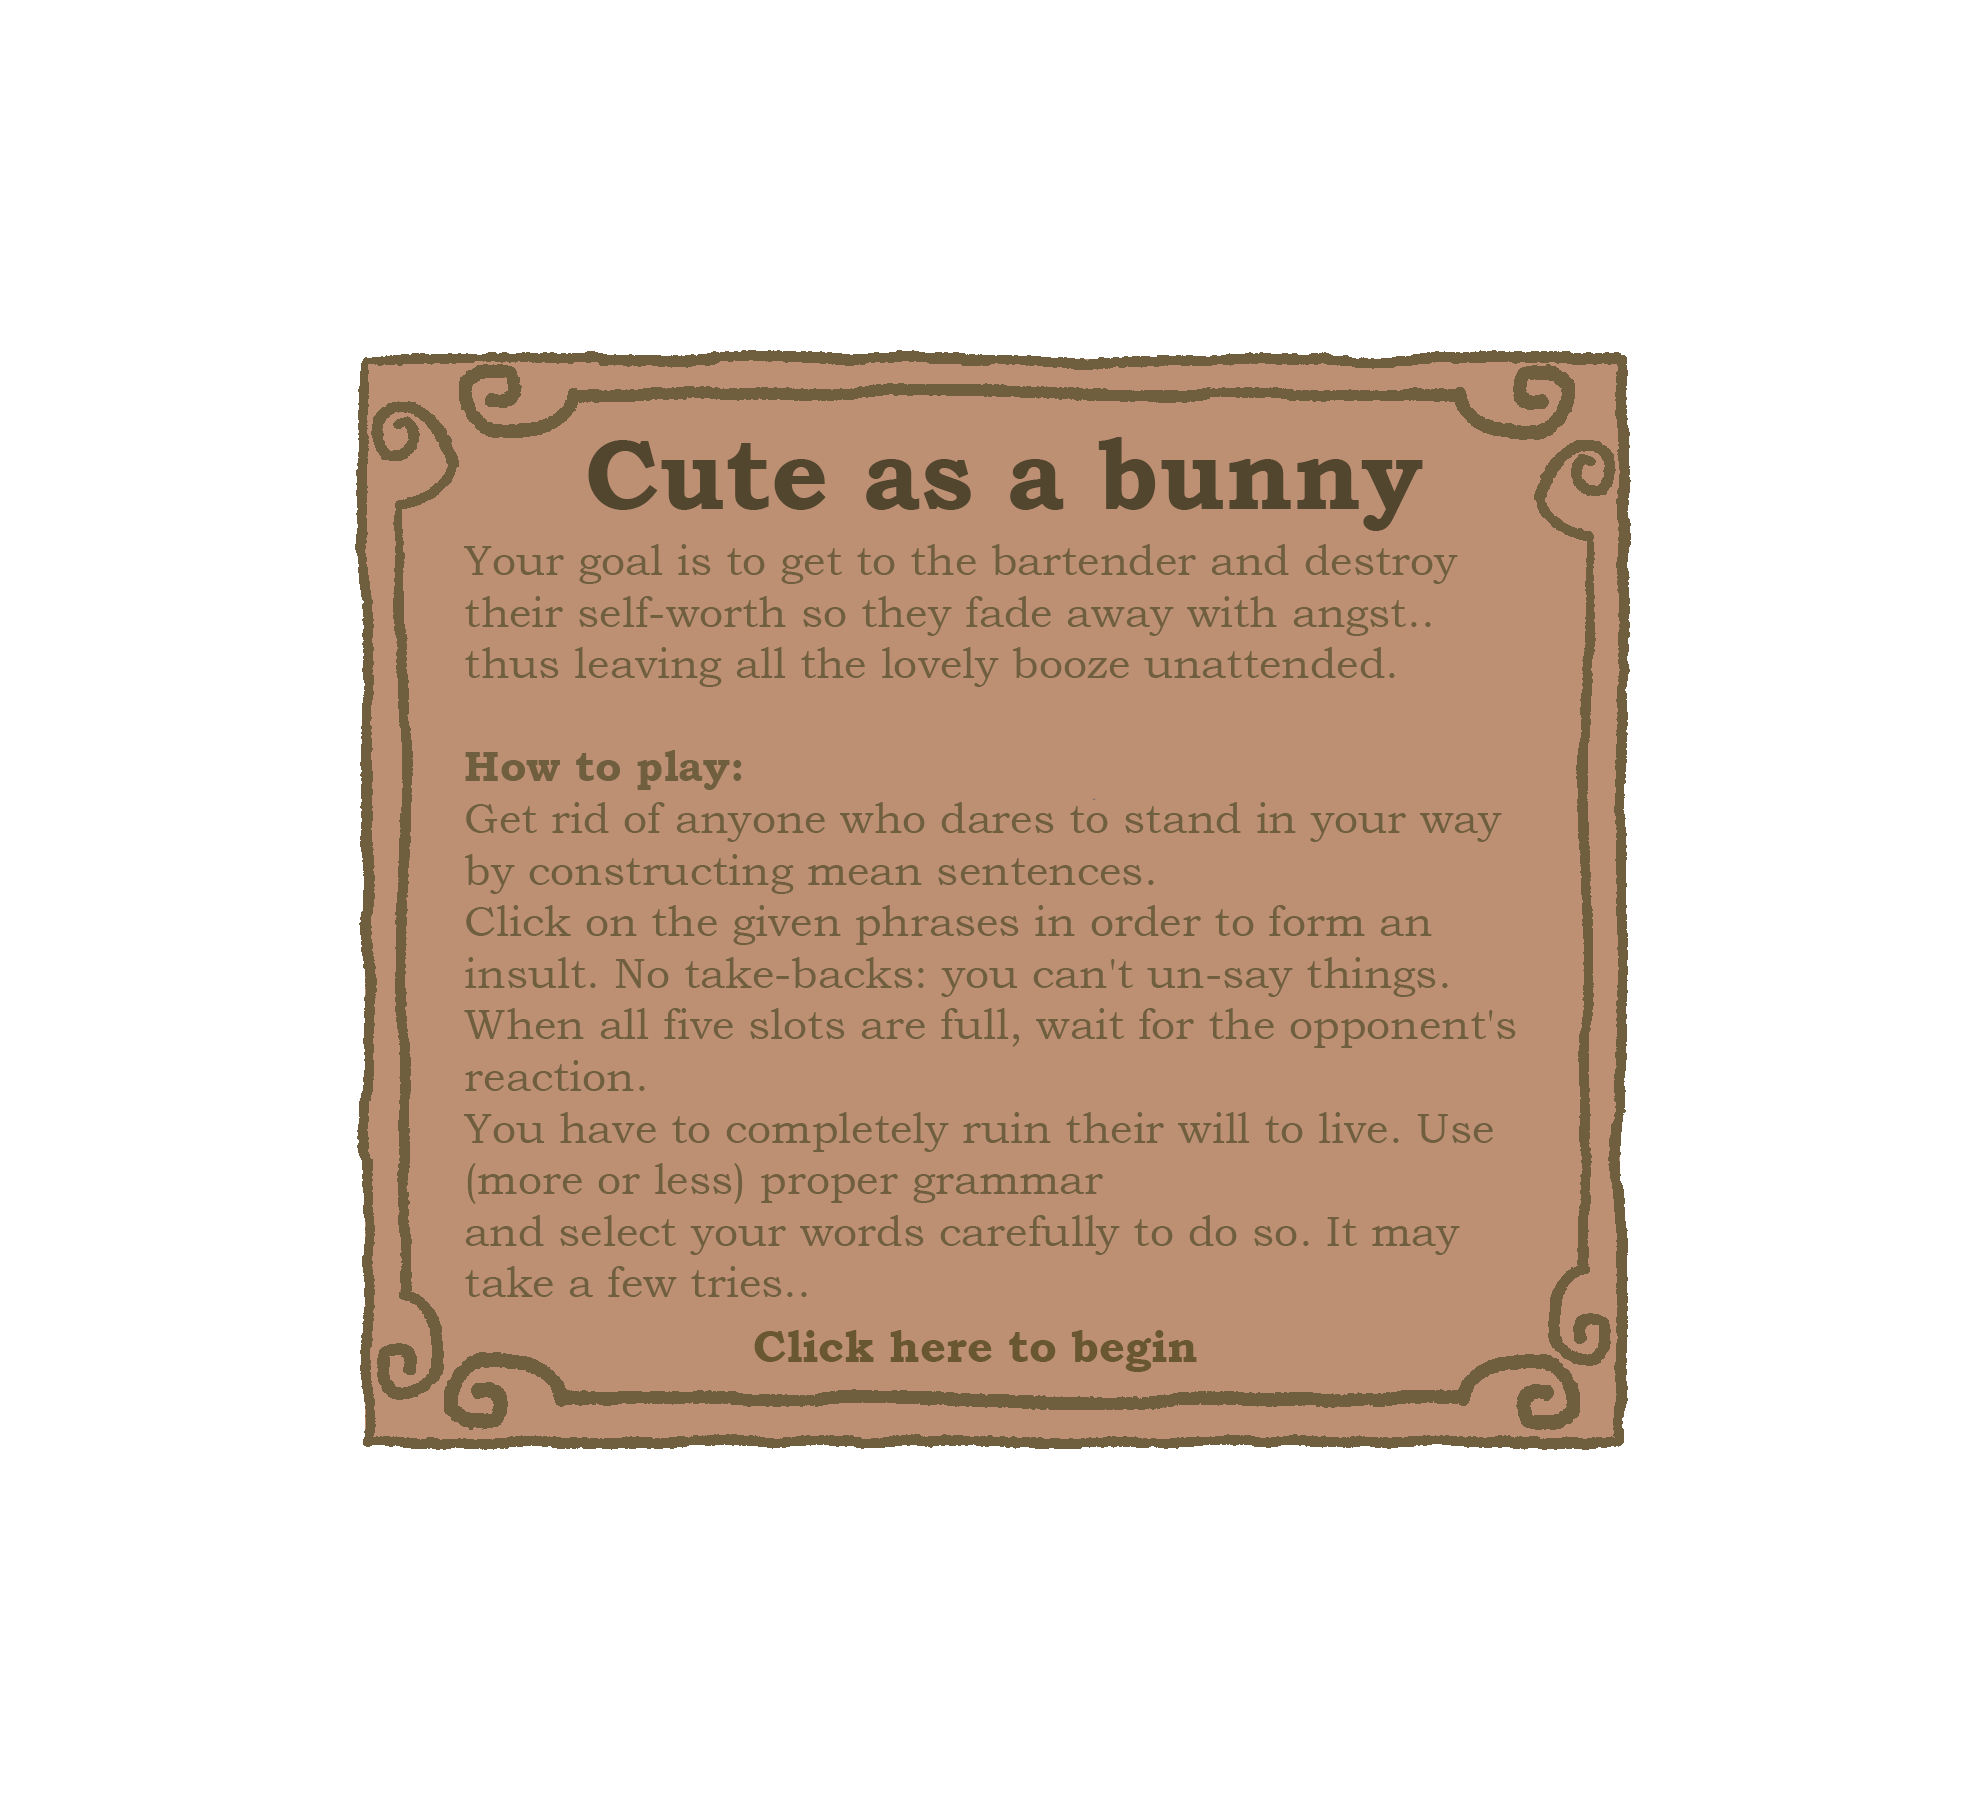 Cute as a bunny
Your goal is to get to the bartender and destroy
their self-worth so they fade away with angst..
thus leaving all the lovely booze unattended.
How to play:
Get rid of anyone who dares to stand in your way
by constructing mean sentences.
Click on the given phrases in order to form an
insult. No take-backs: you can't un-say things.
When all five slots are full, wait for the opponent's
reaction.
You have to completely ruin their will to live. Use
(more or less) proper grammar
and select your words carefully to do so. It may
take a few tries..
Click here to begin